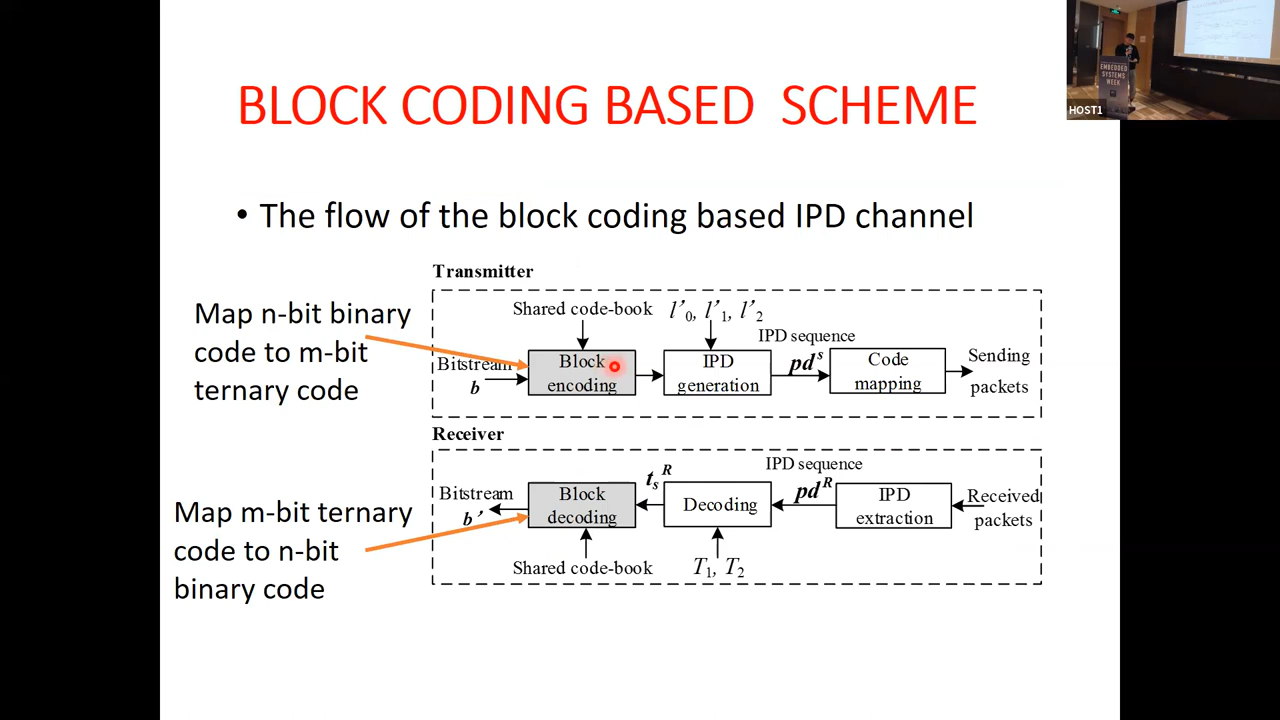 BLOCK CODING BASED SCHEME
• The flow of the block coding based IPD channel
Transmitter
Map n-bit binary
code to m-bit
ternary code
Shared code-book
l’0, l’1, l’2
Bitstream
b
Block
encoding
IPD
generation
IPD sequence
pd^s
Code
mapping
Sending
packets
Receiver
Map m-bit ternary
code to n-bit
binary code
Bitstream
b’
Block
decoding
t_s^R
Decoding
IPD sequence
pd^R
IPD
extraction
Received
packets
Shared code-book
T1, T2
EMBEDDED
SYSTEMS
WEEK
HOST1